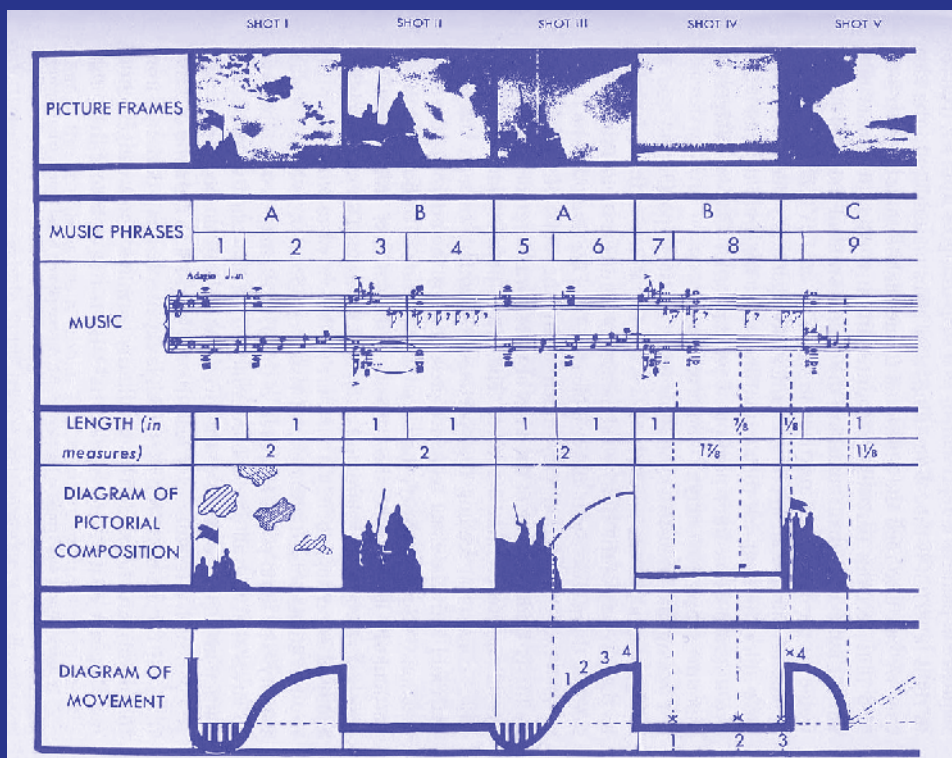 SHOT I SHOT II SHOT III SHOT IV SHOT V
PICTURE FRAMES
A B A B C
MUSIC PHRASES
1 2 3 4 5 6 7 8 9
Adagio
MUSIC
LENGTH (in
measures)
1 1 1 1 1 1 1 7/8 1/8 1
2 2 2 1 7/8 1 1/8
DIAGRAM OF
PICTORIAL
COMPOSITION
DIAGRAM OF
MOVEMENT
1 2 3 4
× × ×
2 3
×4